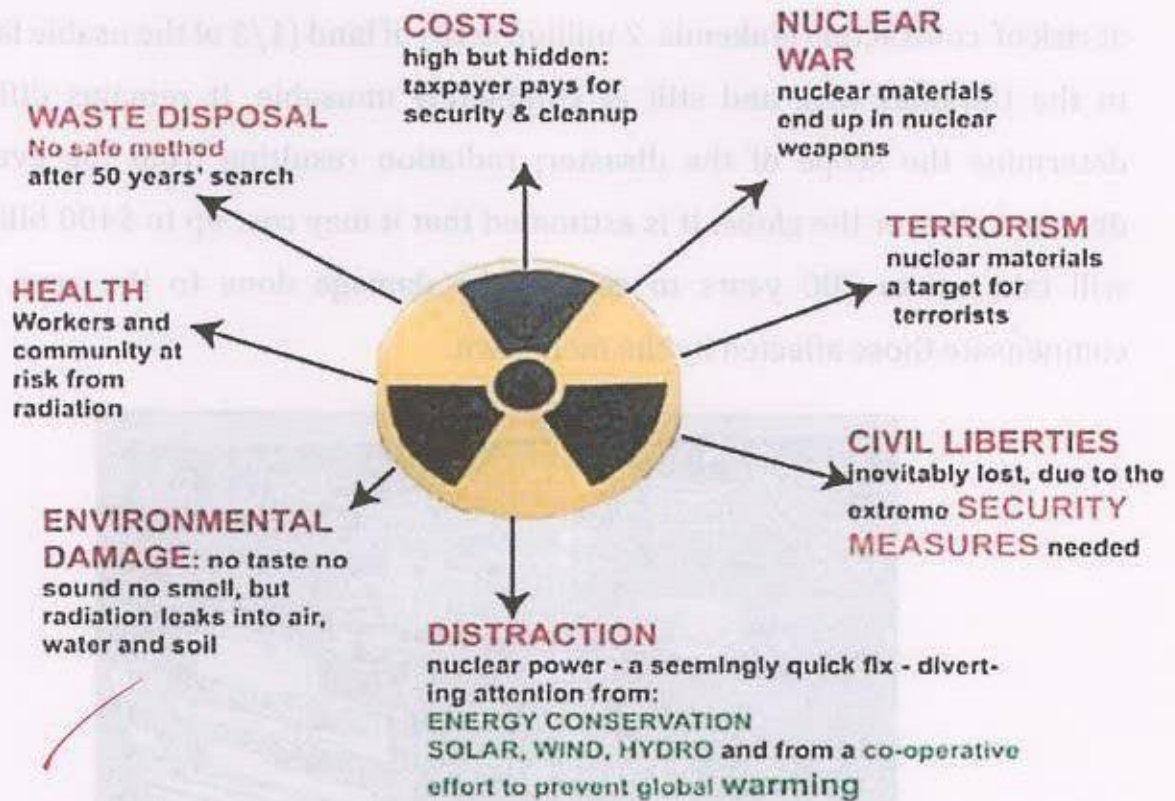 COSTS
high but hidden:
taxpayer pays for
security & cleanup
NUCLEAR
WAR
nuclear materials
end up in nuclear
weapons
WASTE DISPOSAL
No safe method
after 50 years' search
TERRORISM
nuclear materials
a target for
terrorists
HEALTH
Workers and
community at
risk from
radiation
CIVIL LIBERTIES
inevitably lost, due to the
extreme SECURITY
MEASURES needed
ENVIRONMENTAL
DAMAGE: no taste no
sound no smell, but
radiation leaks into air,
water and soil
DISTRACTION
nuclear power - a seemingly quick fix - divert-
ing attention from:
ENERGY CONSERVATION
SOLAR, WIND, HYDRO and from a co-operative
effort to prevent global warming